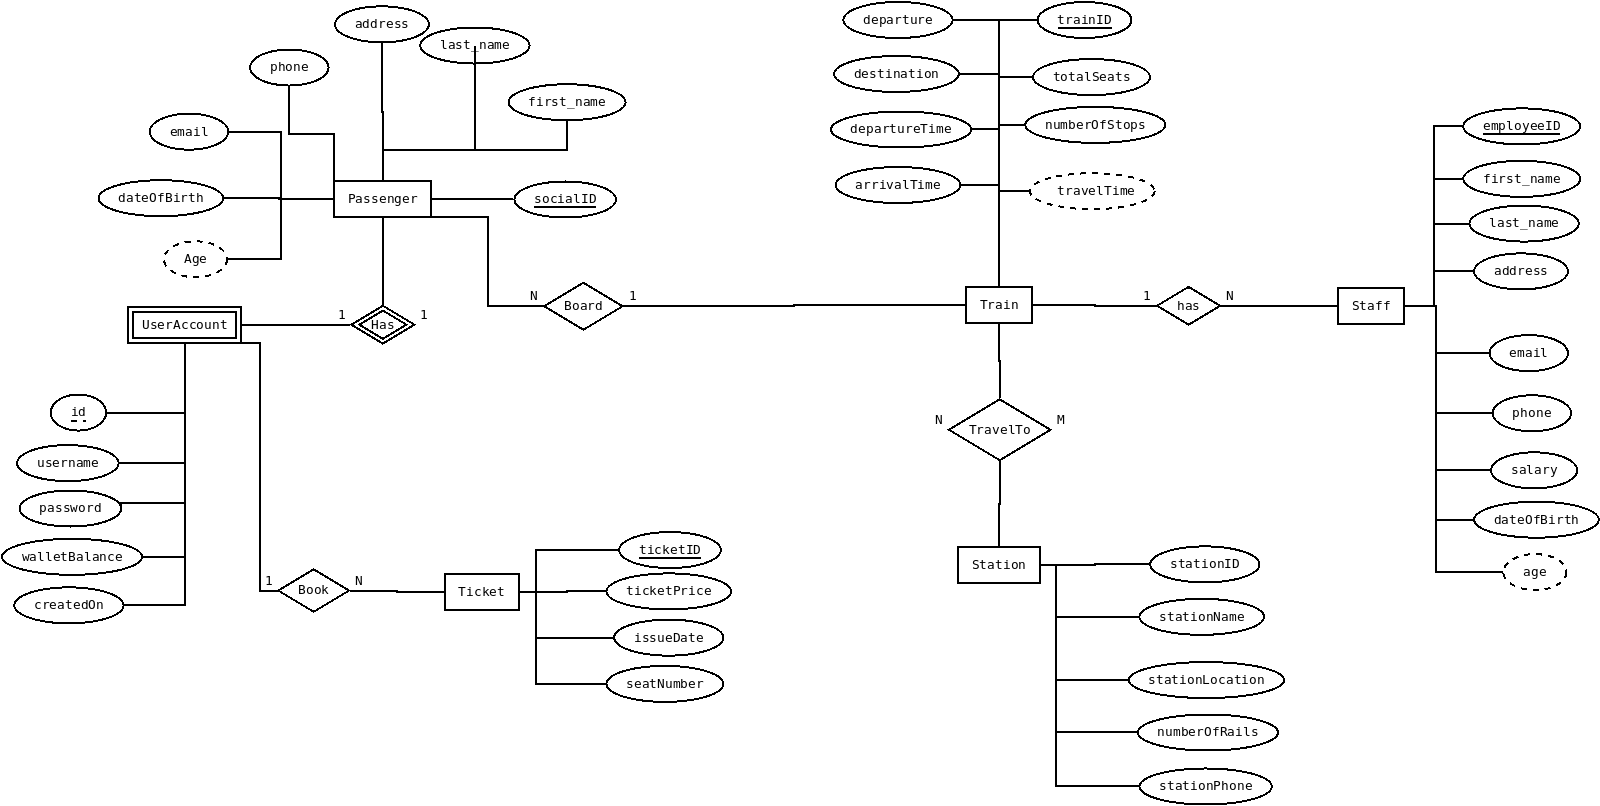 address
last_name
phone
first_name
email
dateOfBirth
Passenger
socialID
Age
departure
trainID
destination
totalSeats
departureTime
numberOfStops
arrivalTime
travelTime
employeeID
first_name
last_name
address
N
Board
1
Train
1
has
N
Staff
UserAccount
1
Has
1
email
phone
salary
dateOfBirth
age
id
username
password
walletBalance
createdOn
N
TravelTo
M
1
Book
N
Ticket
ticketID
ticketPrice
issueDate
seatNumber
Station
stationID
stationName
stationLocation
numberOfRails
stationPhone